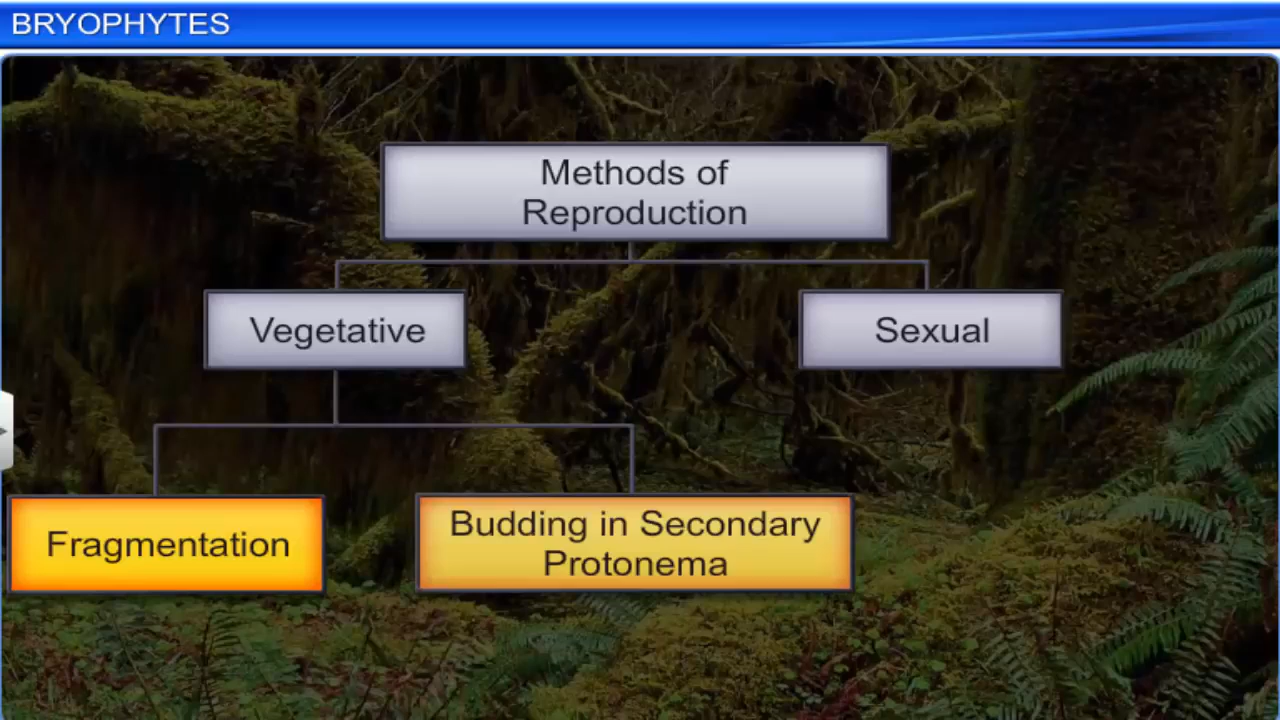 BRYOPHYTES
Methods of
Reproduction
Vegetative
Sexual
Fragmentation
Budding in Secondary
Protonema